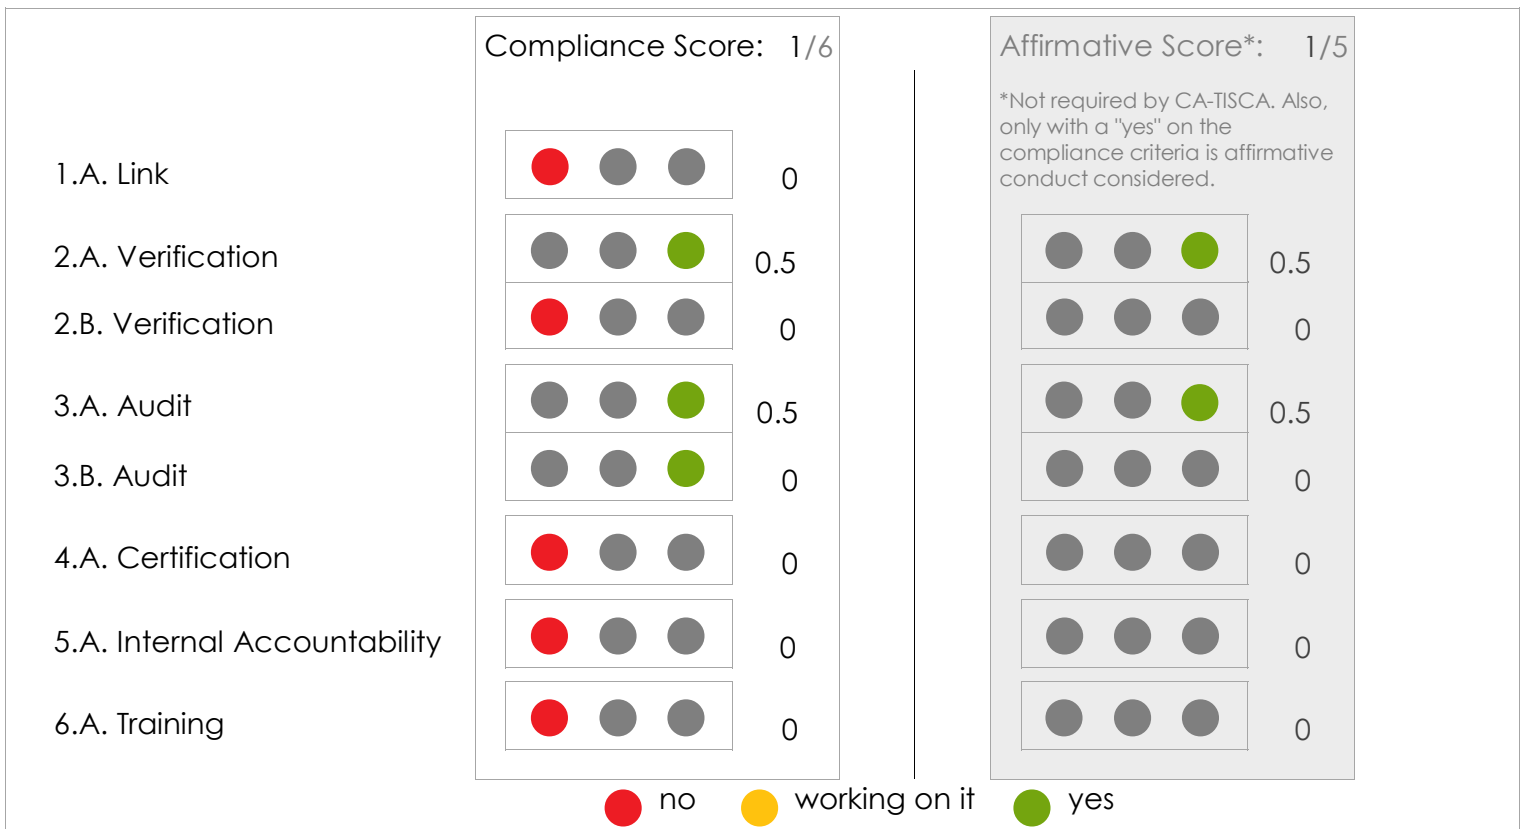 Compliance Score: 1/6
Affirmative Score*: 1/5
*Not required by CA-TISCA. Also,
only with a "yes" on the
compliance criteria is affirmative
conduct considered.
1.A. Link 0
2.A. Verification 0.5 0.5
2.B. Verification 0 0
3.A. Audit 0.5 0.5
3.B. Audit 0 0
4.A. Certification 0 0
5.A. Internal Accountability 0 0
6.A. Training 0 0
no working on it yes